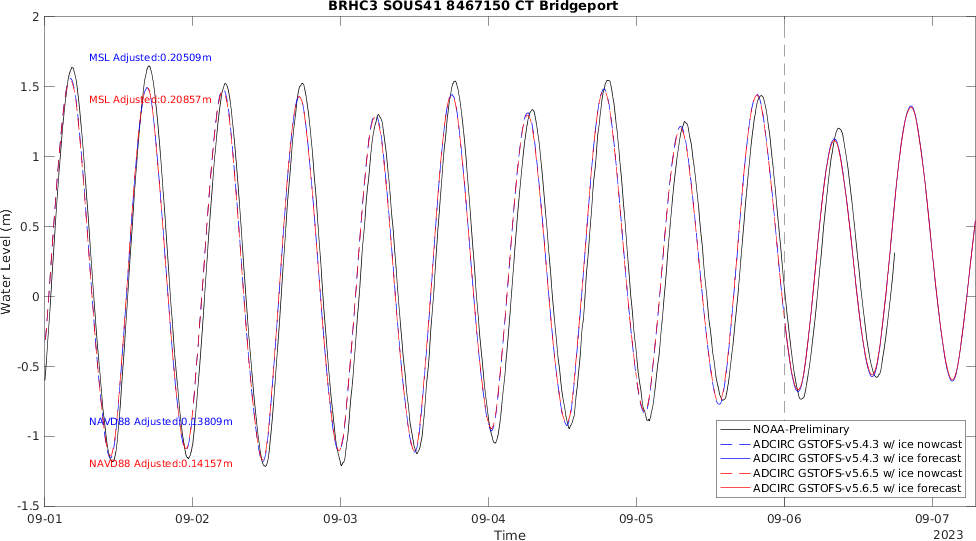 BRHC3 SOUS41 8467150 CT Bridgeport
2
1.5
1
0.5
0
-0.5
-1
-1.5
Water Level (m)
MSL Adjusted:0.20509m
MSL Adjusted:0.20857m
NAVD88 Adjusted:0.13809m
NAVD88 Adjusted:0.14157m
NOAA-Preliminary
ADCIRC GSTOFS-v5.4.3 w/ ice nowcast
ADCIRC GSTOFS-v5.4.3 w/ ice forecast
ADCIRC GSTOFS-v5.6.5 w/ ice nowcast
ADCIRC GSTOFS-v5.6.5 w/ ice forecast
09-01 09-02 09-03 09-04 09-05 09-06 09-07
Time
2023